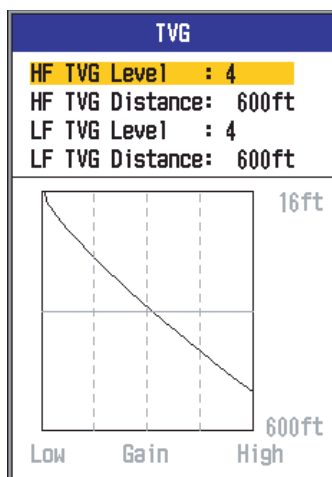 TVG
HF TVG Level : 4
HF TVG Distance: 600ft
LF TVG Level : 4
LF TVG Distance: 600ft
16ft
600ft
Low Gain High